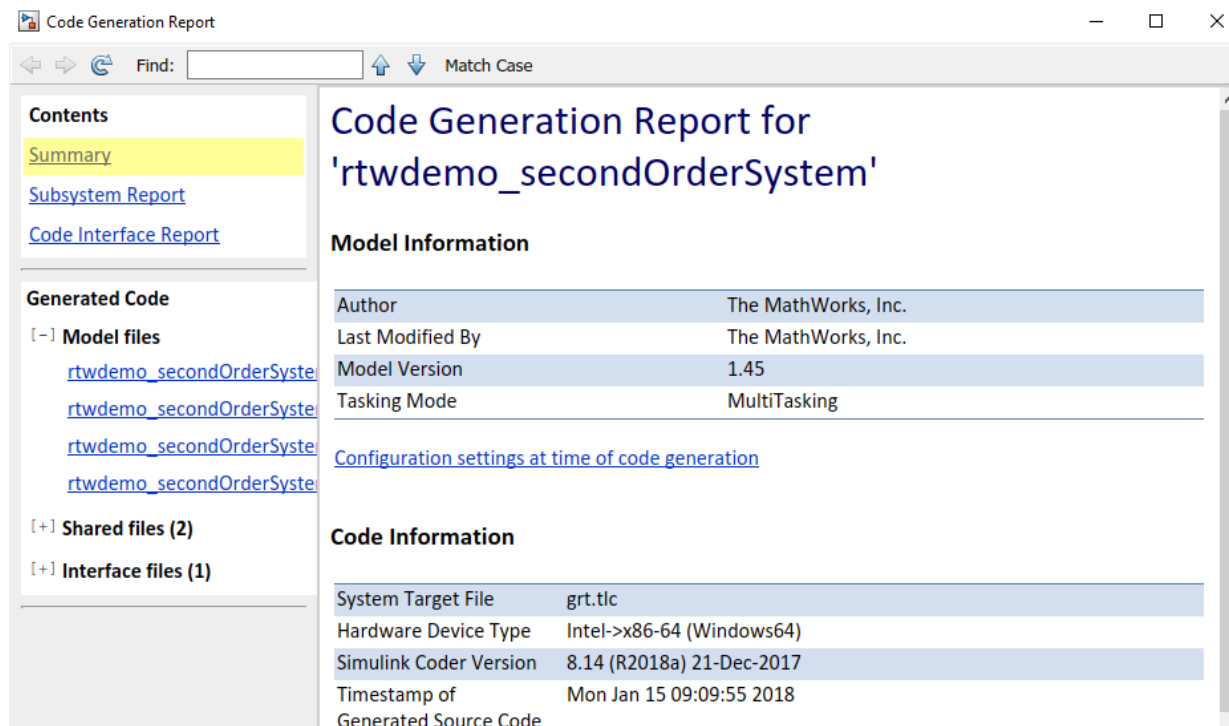 Code Generation Report
Find:
Match Case
Contents
Summary
Subsystem Report
Code Interface Report
Generated Code
[-] Model files
rtwdemo_secondOrderSyste
rtwdemo_secondOrderSyste
rtwdemo_secondOrderSyste
rtwdemo_secondOrderSyste
[+] Shared files (2)
[+] Interface files (1)
Code Generation Report for
'rtwdemo_secondOrderSystem'
Model Information
Author The MathWorks, Inc.
Last Modified By The MathWorks, Inc.
Model Version 1.45
Tasking Mode MultiTasking
Configuration settings at time of code generation
Code Information
System Target File grt.tlc
Hardware Device Type Intel->x86-64 (Windows64)
Simulink Coder Version 8.14 (R2018a) 21-Dec-2017
Timestamp of Mon Jan 15 09:09:55 2018
Generated Source Code